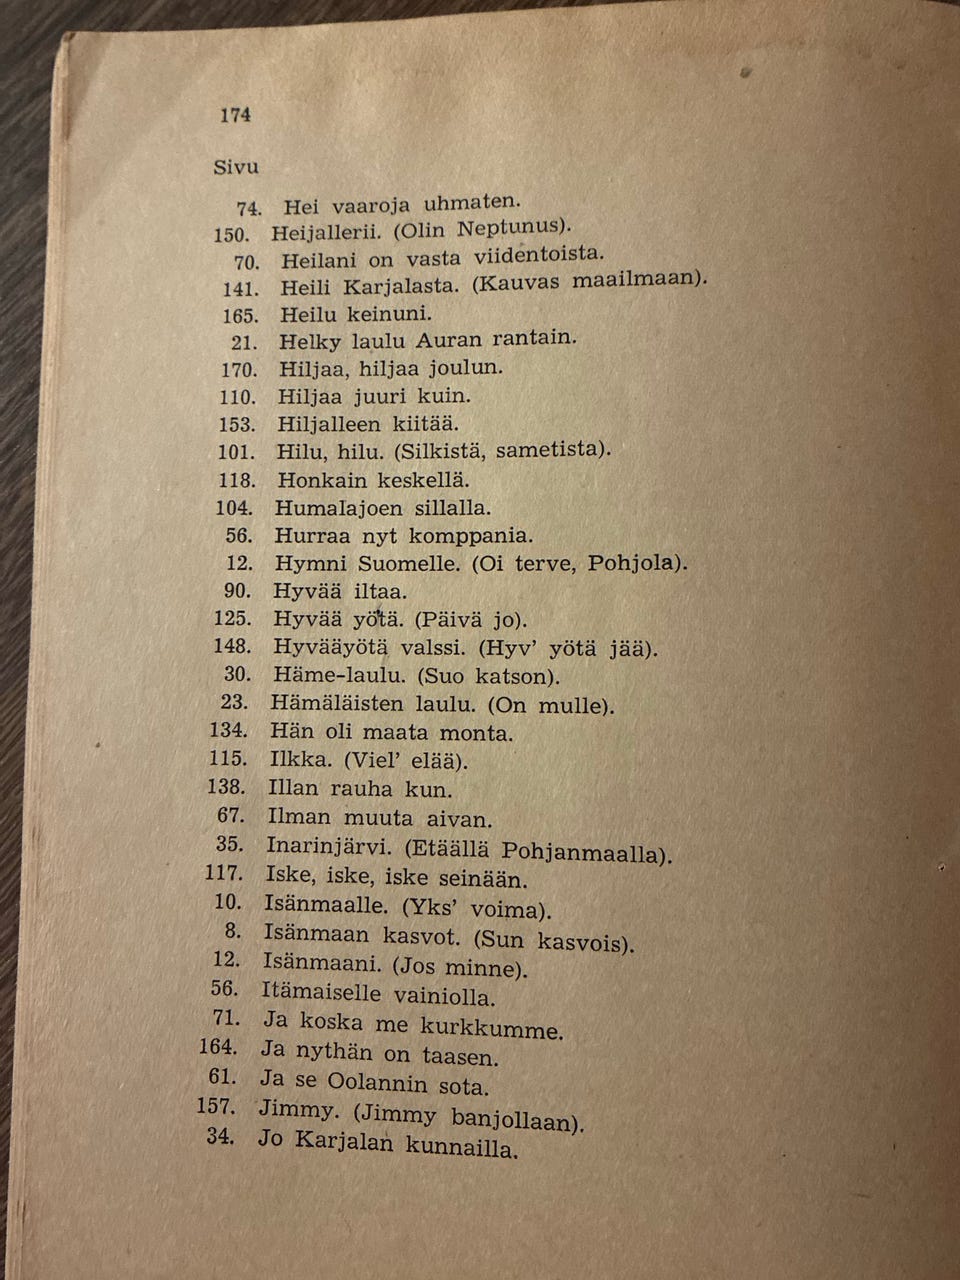 174
Sivu
74. Hei vaaroja uhmaten.
150. Heijallerii. (Olin Neptunus).
70. Heilani on vasta viidentoista.
141. Heili Karjalasta. (Kauvas maailmaan).
165. Heilu keinuni.
21. Helky laulu Auran rantain.
170. Hiljaa, hiljaa joulun.
110. Hiljaa juuri kuin.
153. Hiljalleen kiitää.
101. Hilu, hilu. (Silkistä, sametista).
118. Honkain keskellä.
104. Humalajoen sillalla.
56. Hurraa nyt komppania.
12. Hymni Suomelle. (Oi terve, Pohjola).
90. Hyvää iltaa.
125. Hyvää yötä. (Päivä jo).
148. Hyvääyötä valssi. (Hyv' yötä jää).
30. Häme-laulu. (Suo katson).
23. Hämäläisten laulu. (On mulle).
134. Hän oli maata monta.
115. Ilkka. (Viel' elää).
138. Illan rauha kun.
67. Ilman muuta aivan.
35. Inarinjärvi. (Etäällä Pohjanmaalla).
117. Iske, iske, iske seinään.
10. Isänmaalle. (Yks' voima).
8. Isänmaan kasvot. (Sun kasvois).
12. Isänmaani. (Jos minne).
56. Itämaiselle vainiolla.
71. Ja koska me kurkkumme.
164. Ja nythän on taasen.
61. Ja se Oolannin sota.
157. Jimmy. (Jimmy banjollaan).
34. Jo Karjalan kunnailla.